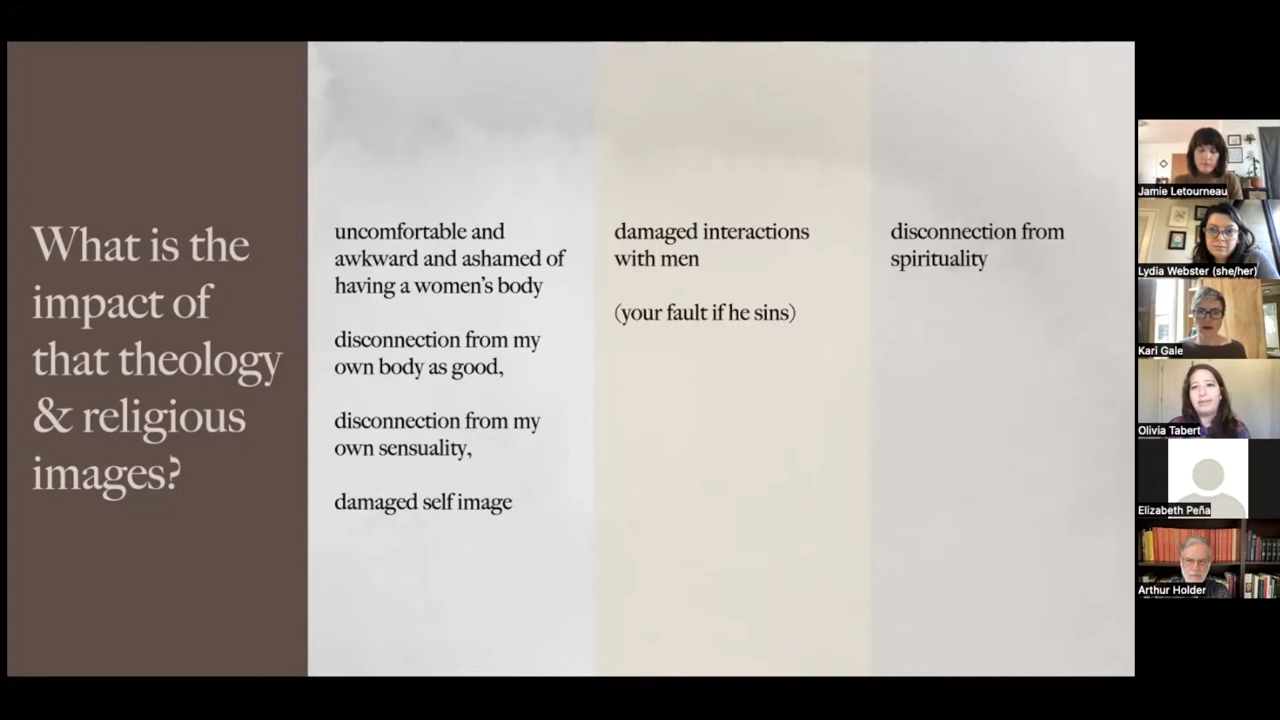 What is the
impact of
that theology
& religious
images?
uncomfortable and
awkward and ashamed of
having a women's body
disconnection from my
own body as good,
disconnection from my
own sensuality,
damaged self image
damaged interactions
with men
(your fault if he sins)
disconnection from
spirituality
Jamie Letourneau
Lydia Webster (she/her)
Kari Gale
Olivia Tabert
Elizabeth Peña
Arthur Holder